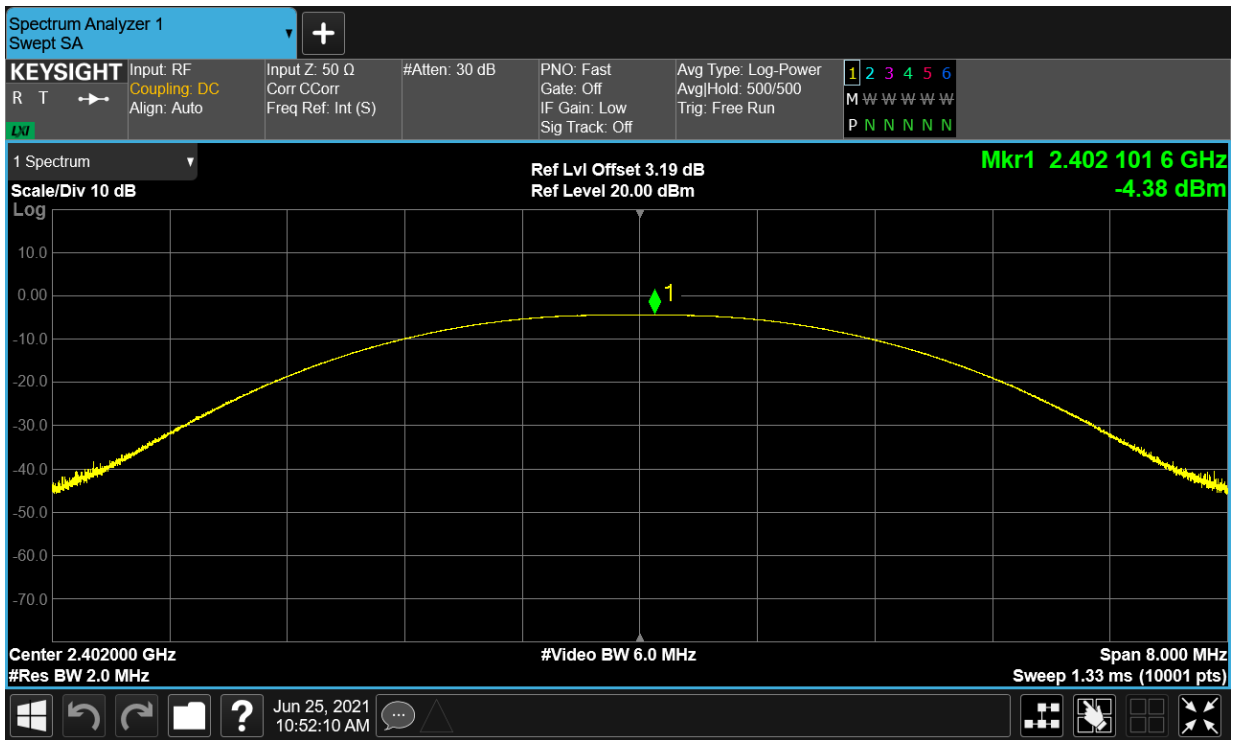 Spectrum Analyzer 1
Swept SA
+
KEYSIGHT
R T
LXI
Input: RF
Coupling: DC
Align: Auto
Input Z: 50 Ω
Corr CCorr
Freq Ref: Int (S)
#Atten: 30 dB
PNO: Fast
Gate: Off
IF Gain: Low
Sig Track: Off
Avg Type: Log-Power
Avg|Hold: 500/500
Trig: Free Run
1 2 3 4 5 6
M W W W W W
P N N N N N
1 Spectrum
Scale/Div 10 dB
Log
Ref Lvl Offset 3.19 dB
Ref Level 20.00 dBm
Mkr1 2.402 101 6 GHz
-4.38 dBm
10.0
0.00
-10.0
-20.0
-30.0
-40.0
-50.0
-60.0
-70.0
1
Center 2.402000 GHz
#Res BW 2.0 MHz
#Video BW 6.0 MHz
Span 8.000 MHz
Sweep 1.33 ms (10001 pts)
?
Jun 25, 2021
10:52:10 AM